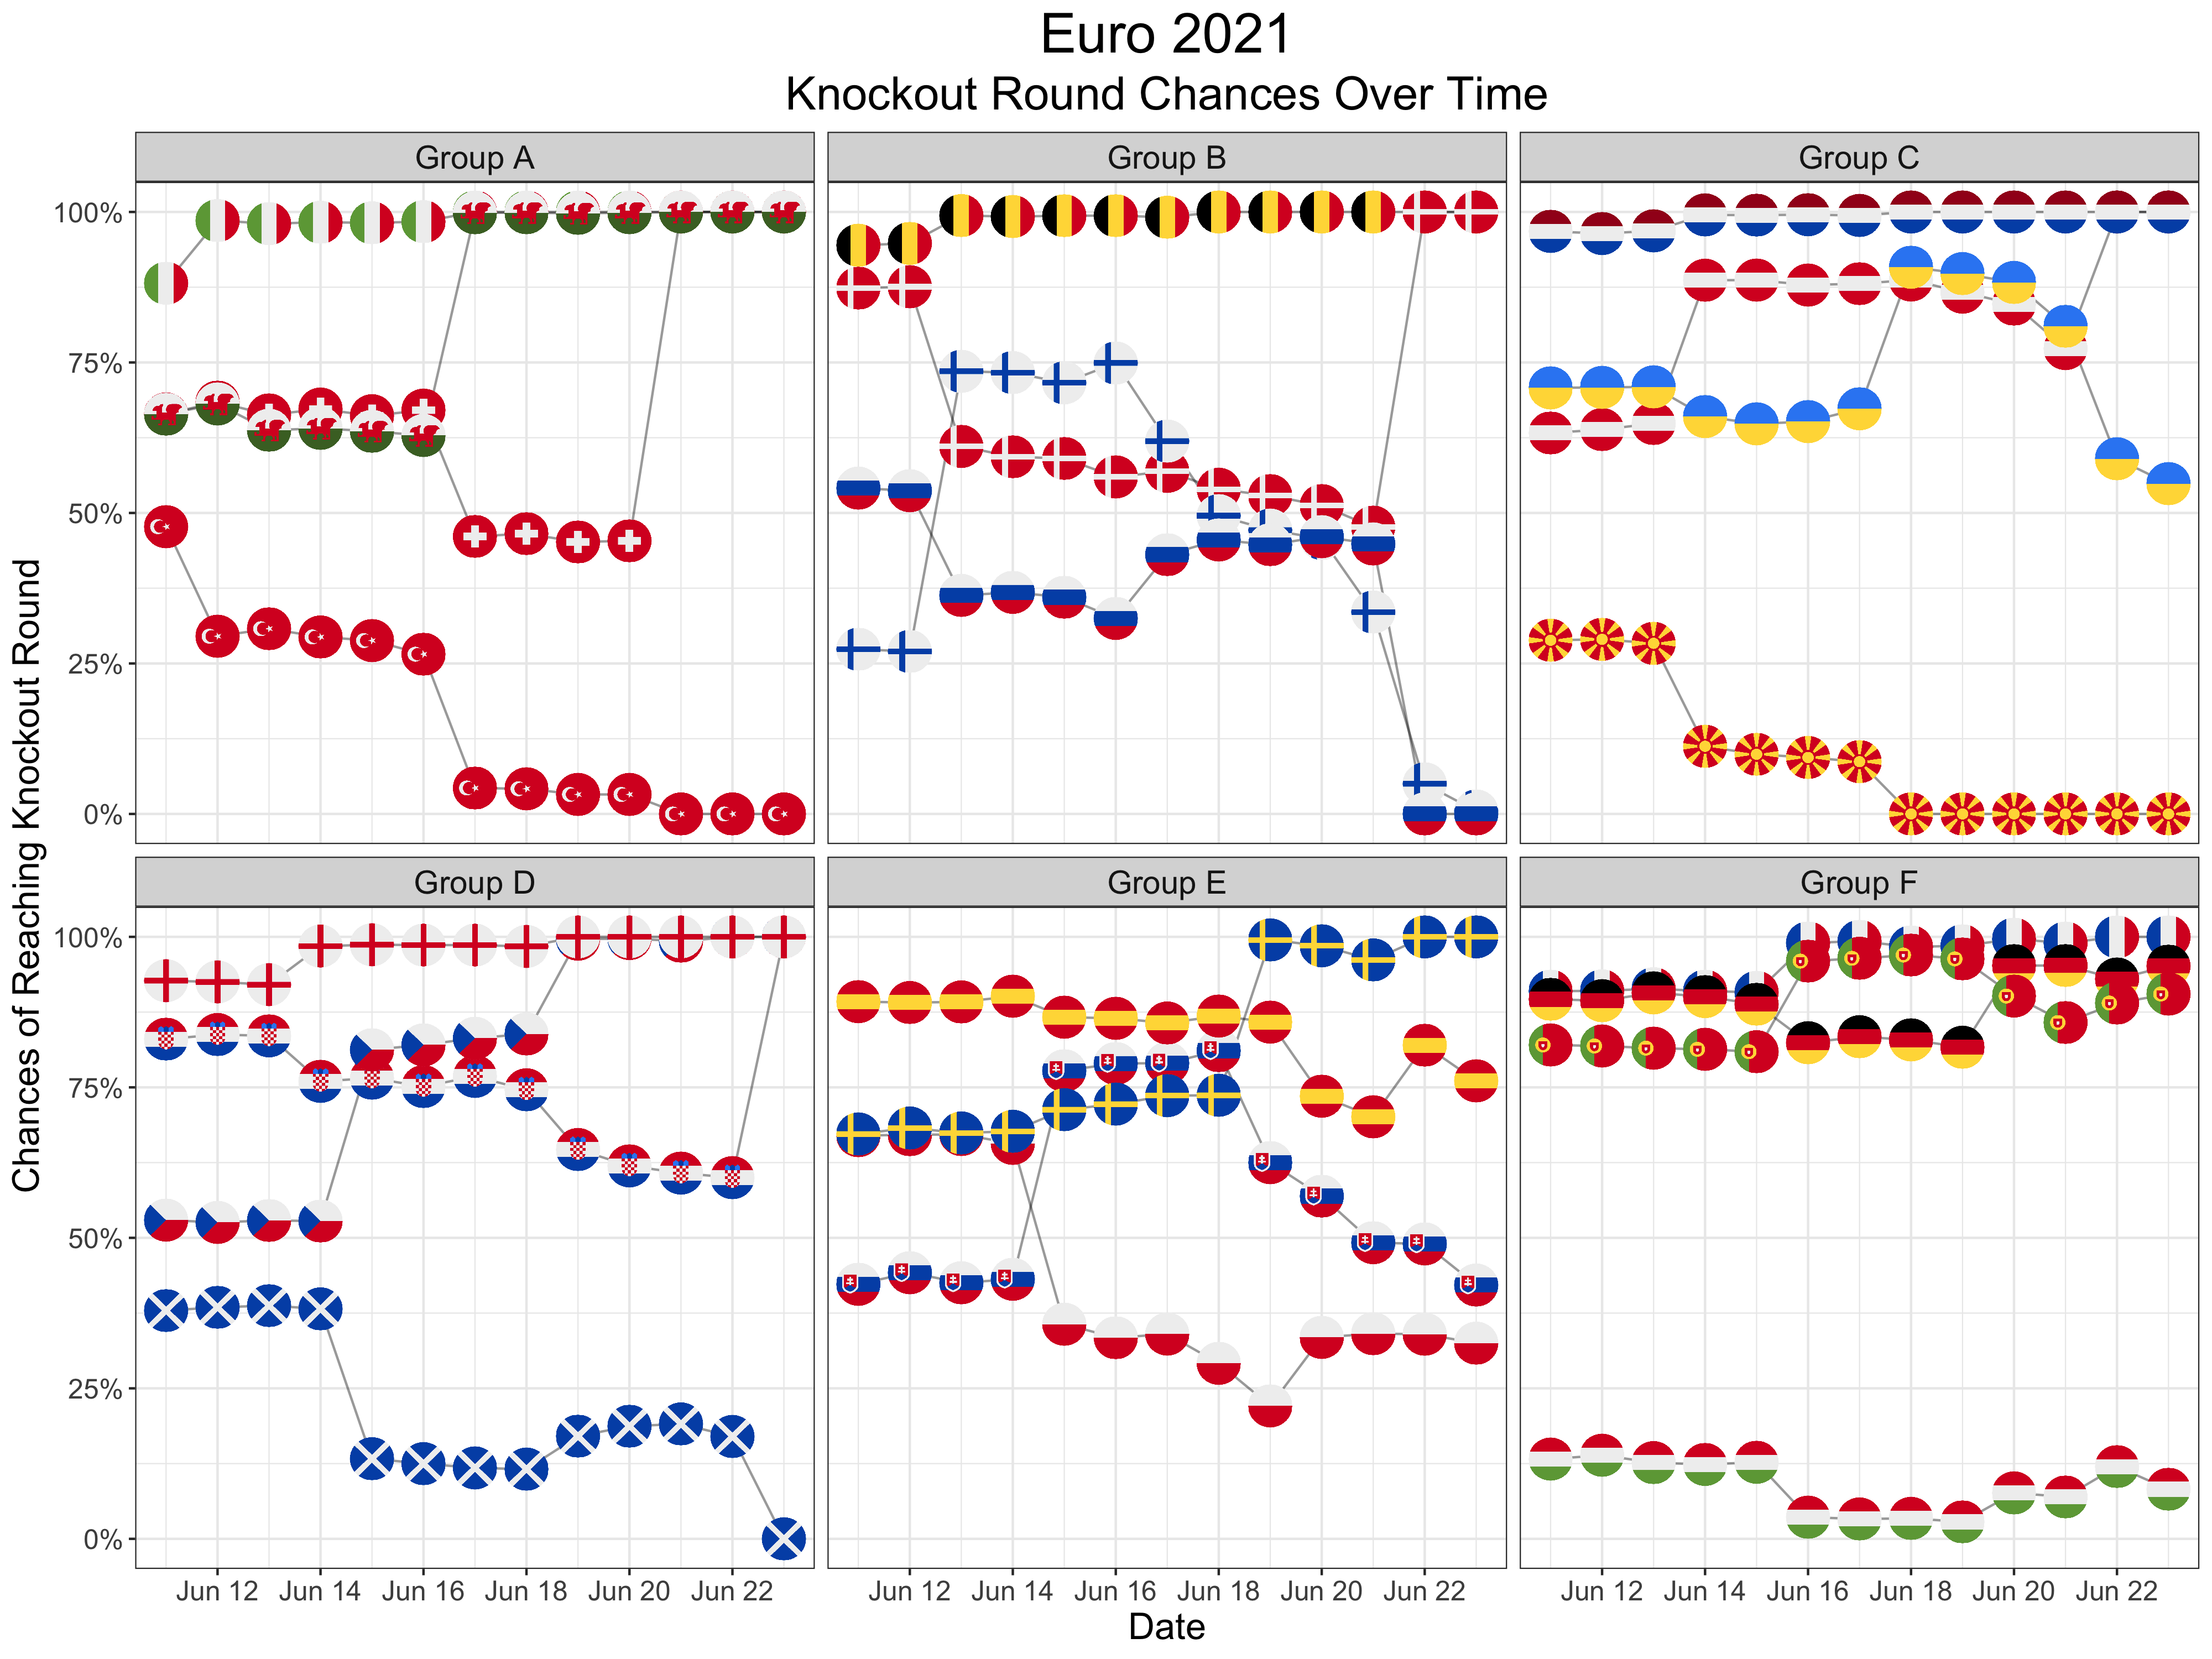 Euro 2021
Knockout Round Chances Over Time
Group A
Group B
Group C
100%
75%
50%
25%
0%
Group D
Group E
Group F
100%
75%
50%
25%
0%
Chances of Reaching Knockout Round
Jun 12 Jun 14 Jun 16 Jun 18 Jun 20 Jun 22
Jun 12 Jun 14 Jun 16 Jun 18 Jun 20 Jun 22
Jun 12 Jun 14 Jun 16 Jun 18 Jun 20 Jun 22
Date